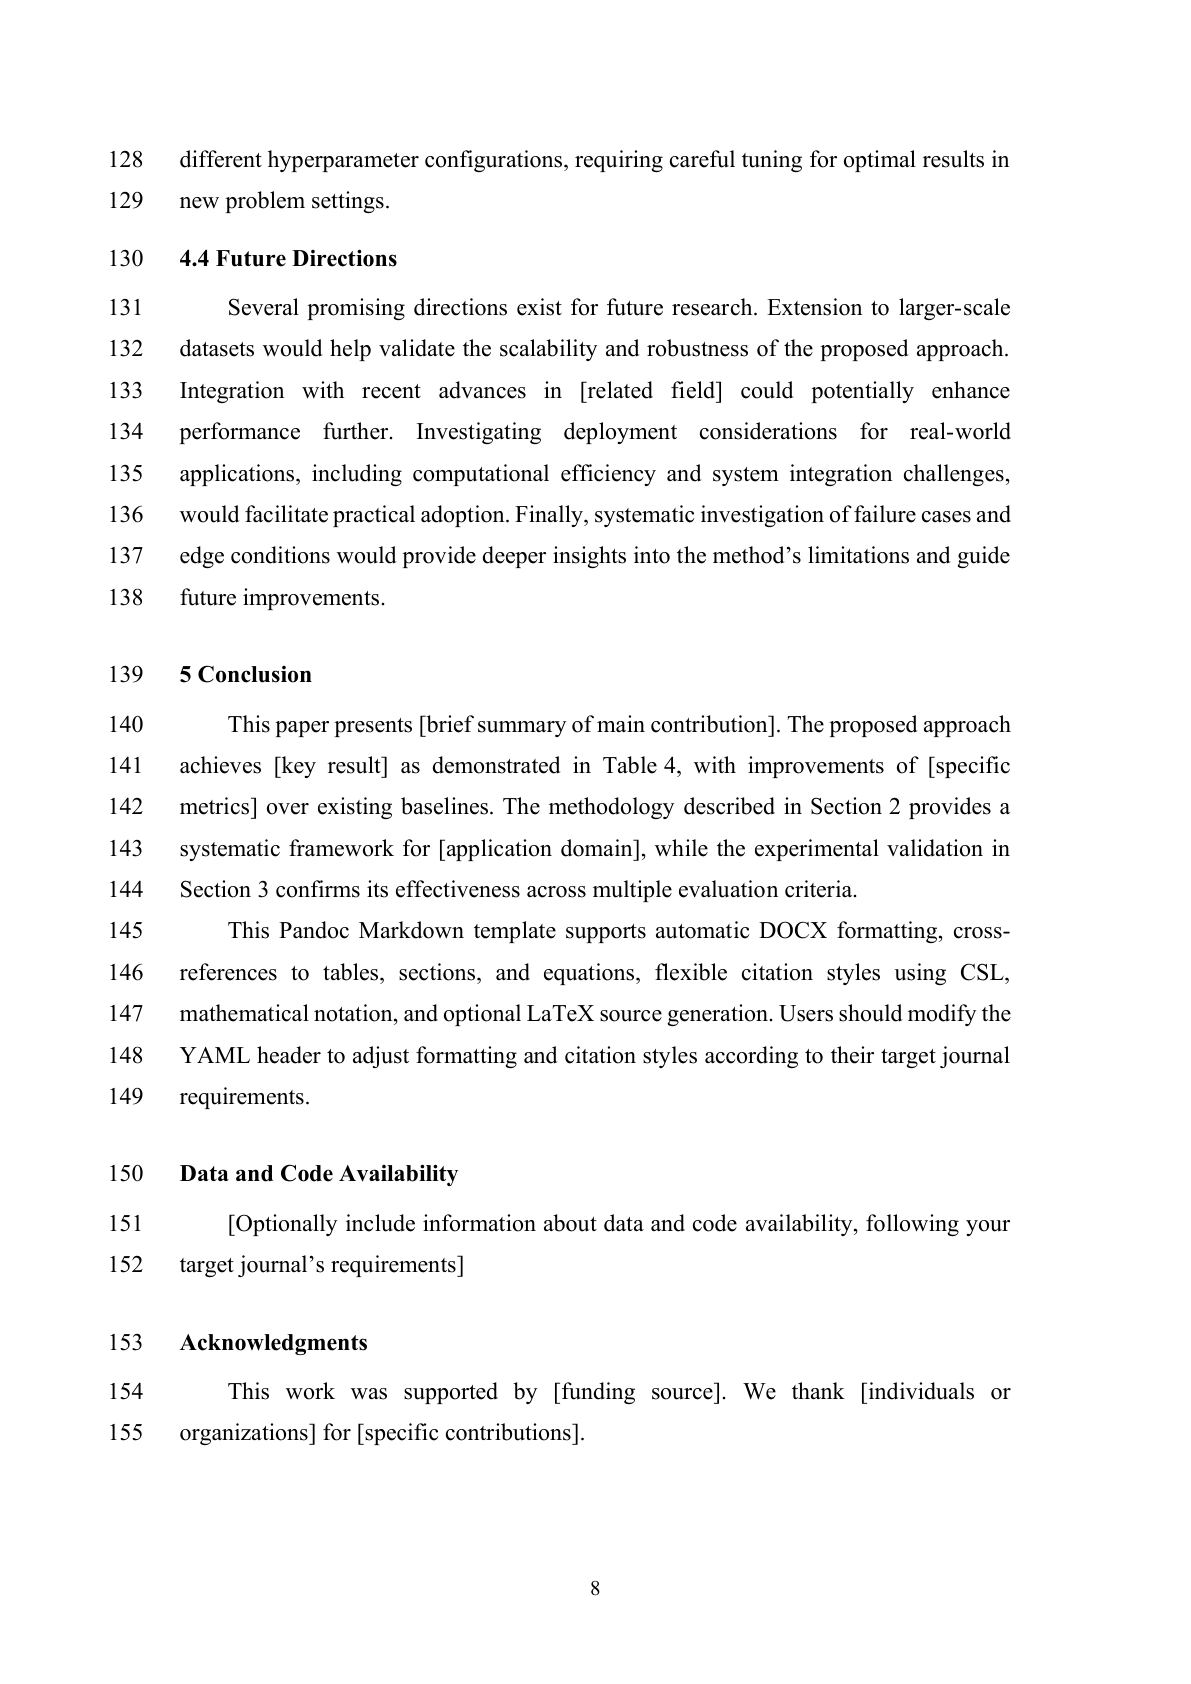 128 different hyperparameter configurations, requiring careful tuning for optimal results in
129 new problem settings.
130 4.4 Future Directions
131 Several promising directions exist for future research. Extension to larger-scale
132 datasets would help validate the scalability and robustness of the proposed approach.
133 Integration with recent advances in [related field] could potentially enhance
134 performance further. Investigating deployment considerations for real-world
135 applications, including computational efficiency and system integration challenges,
136 would facilitate practical adoption. Finally, systematic investigation of failure cases and
137 edge conditions would provide deeper insights into the method’s limitations and guide
138 future improvements.
139 5 Conclusion
140 This paper presents [brief summary of main contribution]. The proposed approach
141 achieves [key result] as demonstrated in Table 4, with improvements of [specific
142 metrics] over existing baselines. The methodology described in Section 2 provides a
143 systematic framework for [application domain], while the experimental validation in
144 Section 3 confirms its effectiveness across multiple evaluation criteria.
145 This Pandoc Markdown template supports automatic DOCX formatting, cross-
146 references to tables, sections, and equations, flexible citation styles using CSL,
147 mathematical notation, and optional LaTeX source generation. Users should modify the
148 YAML header to adjust formatting and citation styles according to their target journal
149 requirements.
150 Data and Code Availability
151 [Optionally include information about data and code availability, following your
152 target journal’s requirements]
153 Acknowledgments
154 This work was supported by [funding source]. We thank [individuals or
155 organizations] for [specific contributions].
8